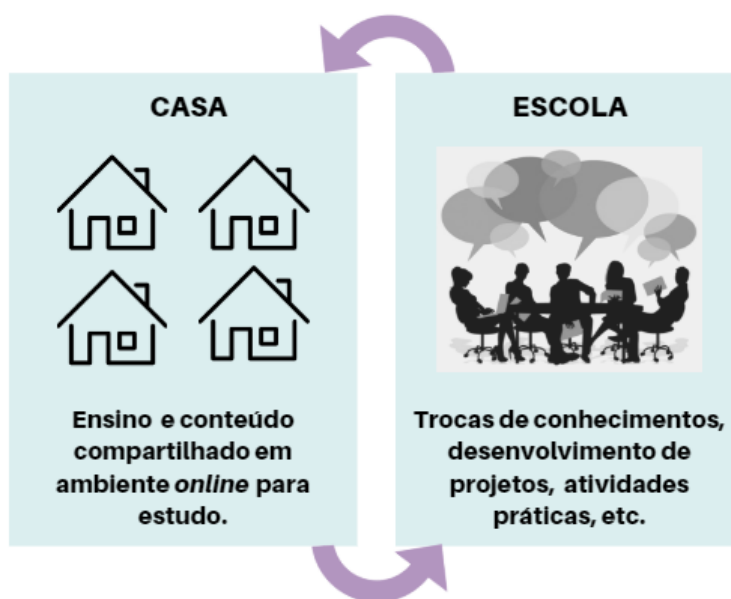 CASA
Ensino e conteúdo
compartilhado em
ambiente online para
estudo.
ESCOLA
Trocas de conhecimentos,
desenvolvimento de
projetos, atividades
práticas, etc.